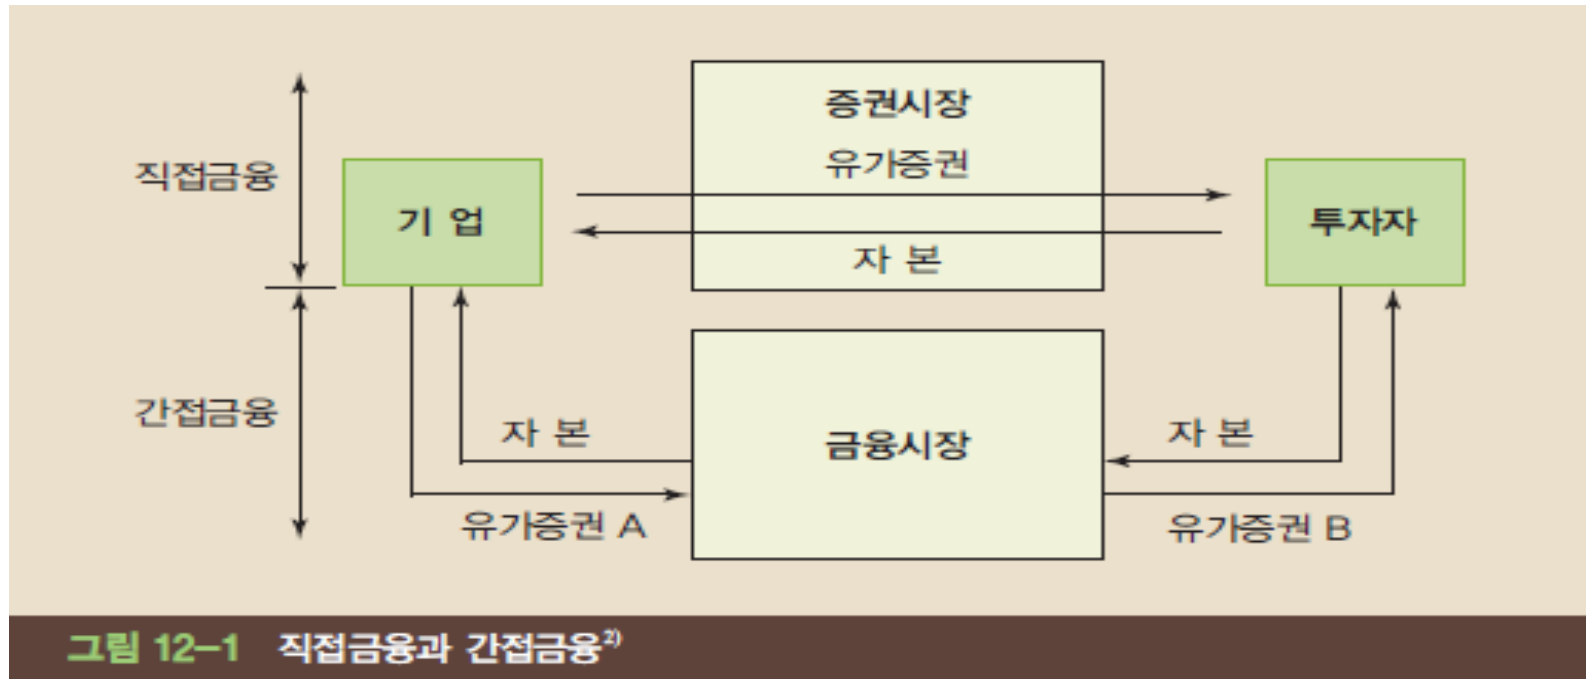 증권시장
직접금융
유가증권
기 업
투자자
자 본
간접금융
자 본
금융시장
자 본
유가증권 A
유가증권 B
그림 12-1 직접금융과 간접금융2)